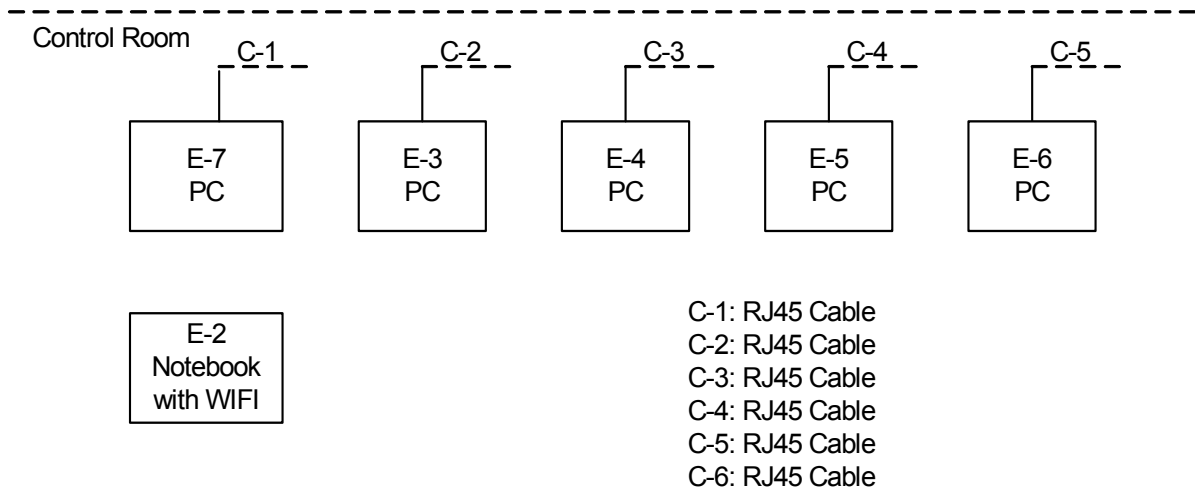 Control Room
C-1
C-2
C-3
C-4
C-5
E-7
PC
E-3
PC
E-4
PC
E-5
PC
E-6
PC
E-2
Notebook
with WIFI
C-1: RJ45 Cable
C-2: RJ45 Cable
C-3: RJ45 Cable
C-4: RJ45 Cable
C-5: RJ45 Cable
C-6: RJ45 Cable